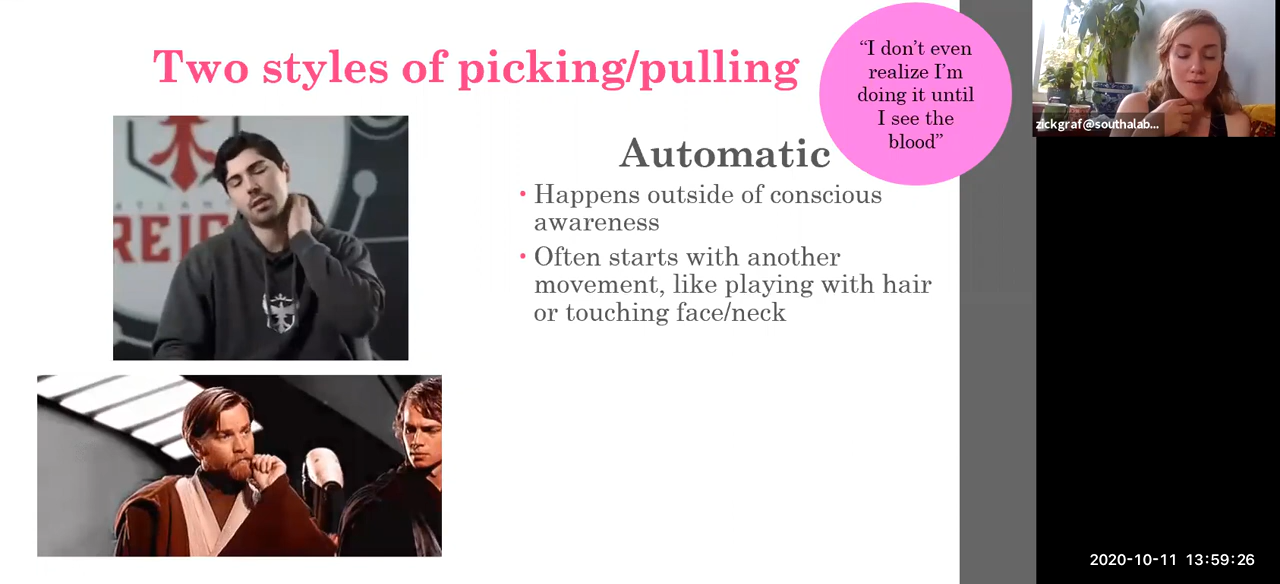 Two styles of picking/pulling
“I don’t even
realize I’m
doing it until
I see the
blood”
zickgraf@southalab...
Automatic
• Happens outside of conscious
awareness
• Often starts with another
movement, like playing with hair
or touching face/neck
REIG
2020-10-11 13:59:26